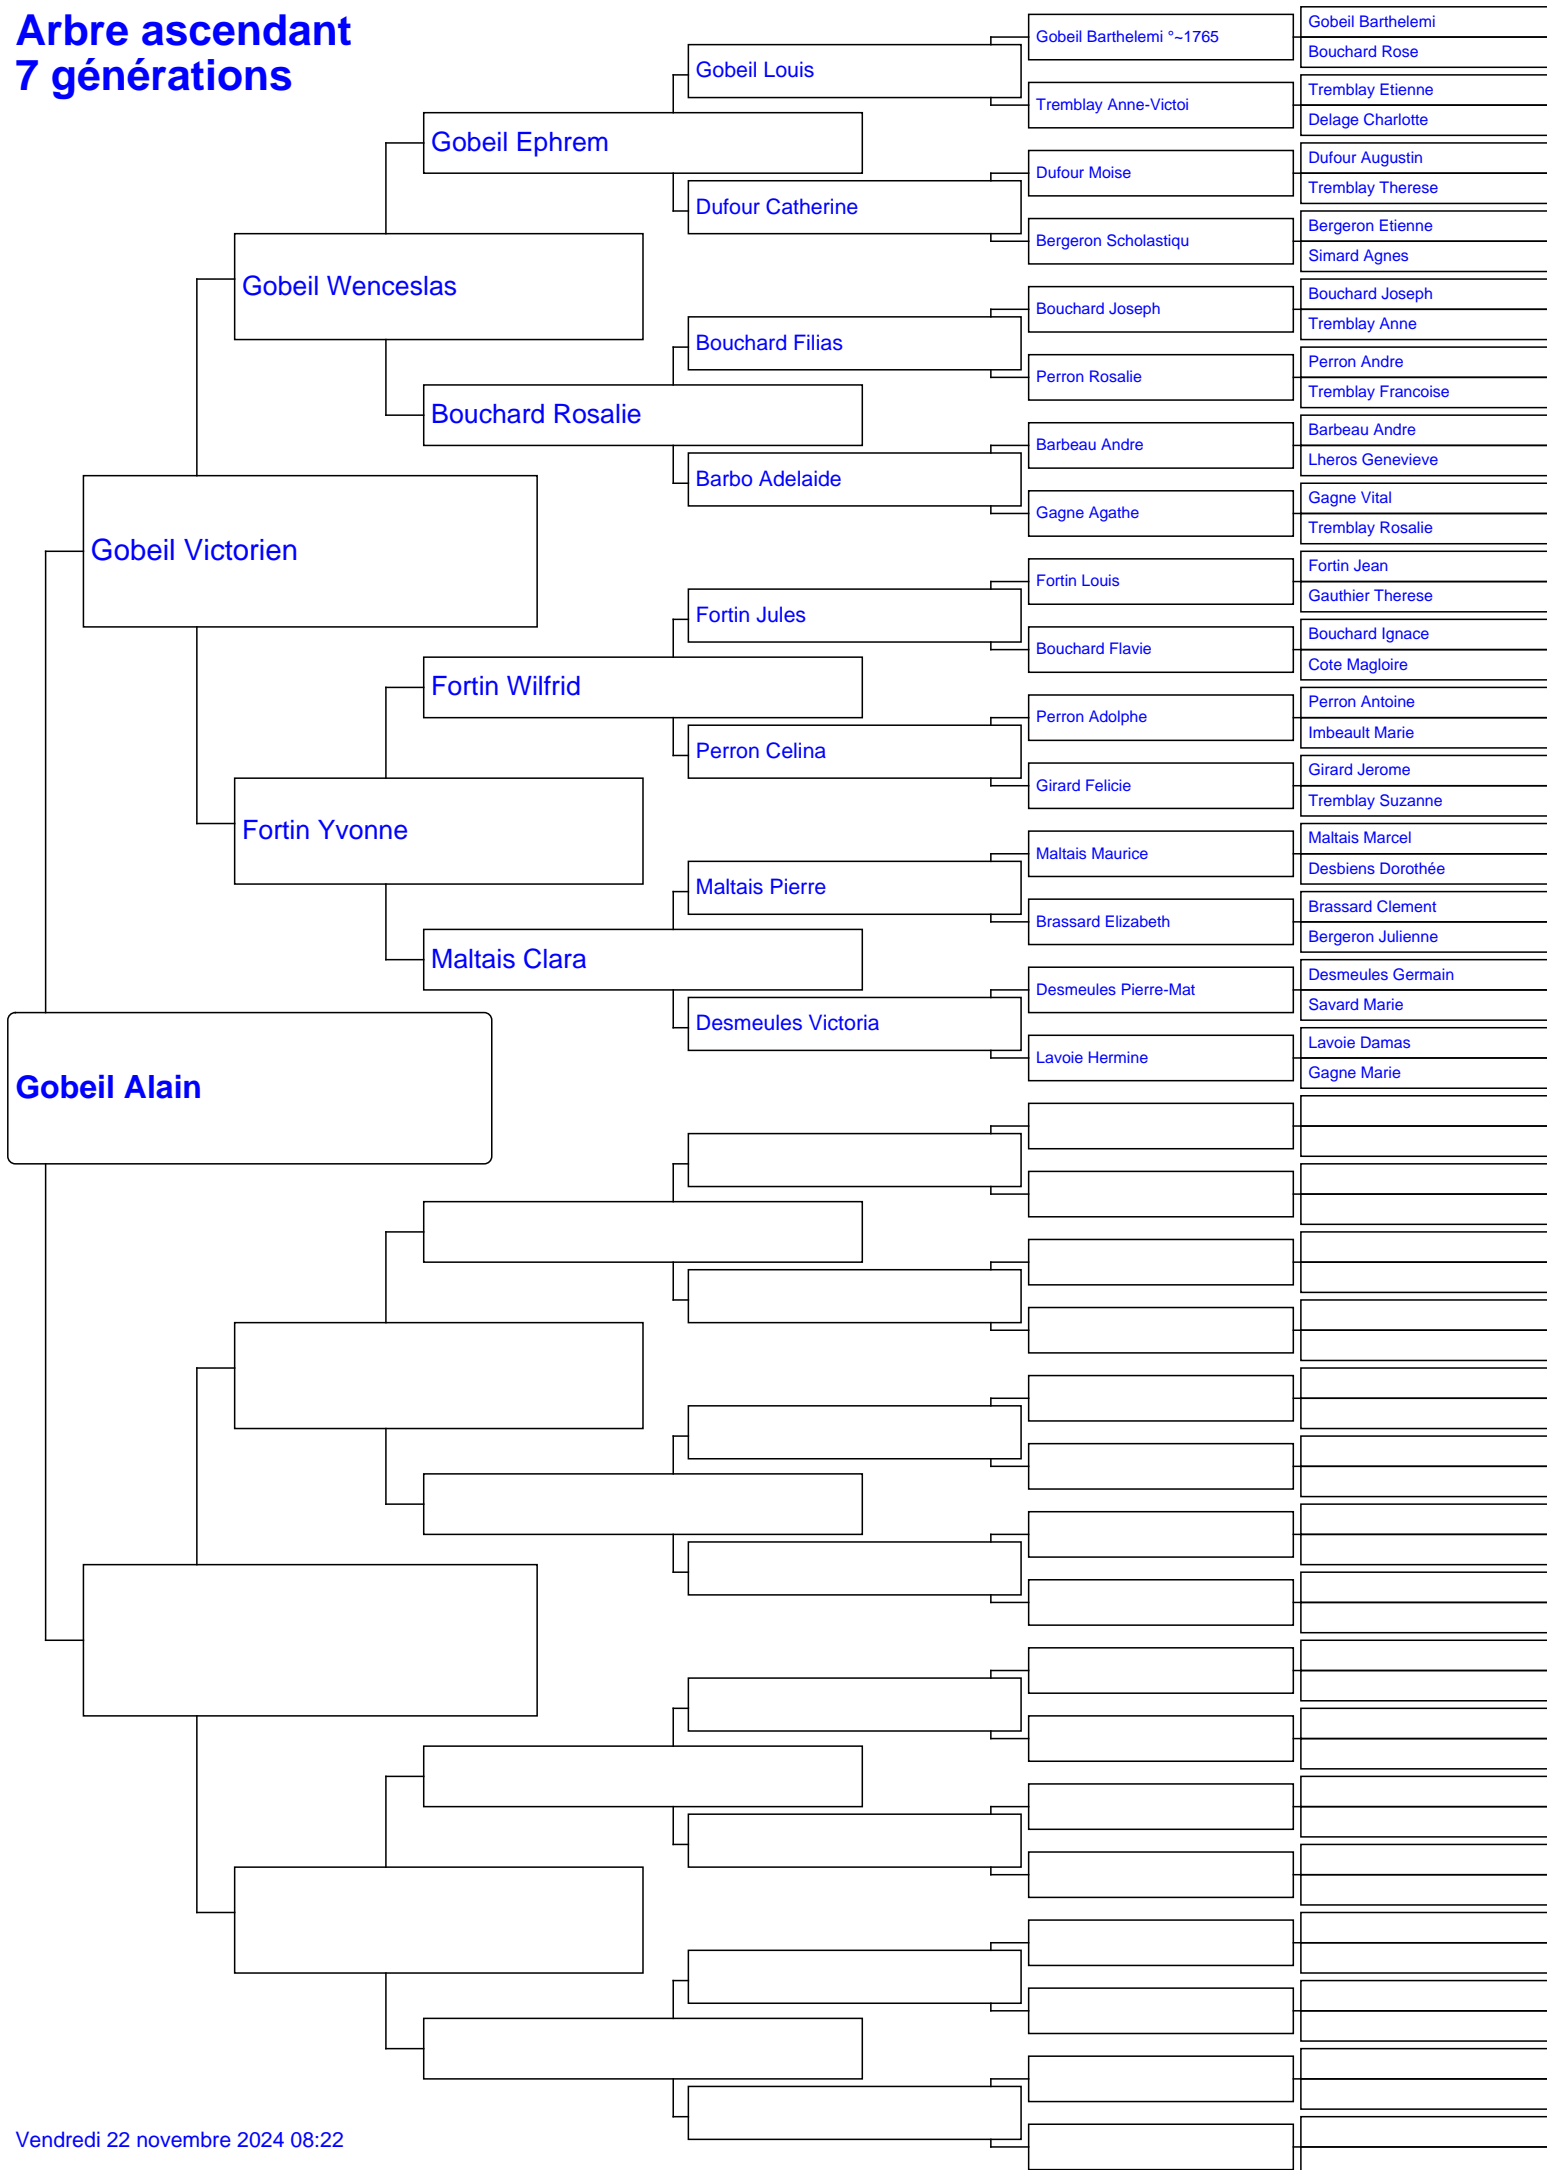 Arbre ascendant
7 générations
Gobeil Alain
Gobeil Victorien
Gobeil Wenceslas
Fortin Yvonne
Gobeil Ephrem
Bouchard Rosalie
Fortin Wilfrid
Maltais Clara
Gobeil Louis
Dufour Catherine
Bouchard Filias
Barbo Adelaide
Fortin Jules
Perron Celina
Maltais Pierre
Desmeules Victoria
Gobeil Barthelemi °~1765
Tremblay Anne-Victoi
Dufour Moise
Bergeron Scholastiqu
Bouchard Joseph
Perron Rosalie
Barbeau Andre
Gagne Agathe
Fortin Louis
Bouchard Flavie
Perron Adolphe
Girard Felicie
Maltais Maurice
Brassard Elizabeth
Desmeules Pierre-Mat
Lavoie Hermine
Gobeil Barthelemi
Bouchard Rose
Tremblay Etienne
Delage Charlotte
Dufour Augustin
Tremblay Therese
Bergeron Etienne
Simard Agnes
Bouchard Joseph
Tremblay Anne
Perron Andre
Tremblay Francoise
Barbeau Andre
Lheros Genevieve
Gagne Vital
Tremblay Rosalie
Fortin Jean
Gauthier Therese
Bouchard Ignace
Cote Magloire
Perron Antoine
Imbeault Marie
Girard Jerome
Tremblay Suzanne
Maltais Marcel
Desbiens Dorothée
Brassard Clement
Bergeron Julienne
Desmeules Germain
Savard Marie
Lavoie Damas
Gagne Marie
Vendredi 22 novembre 2024 08:22